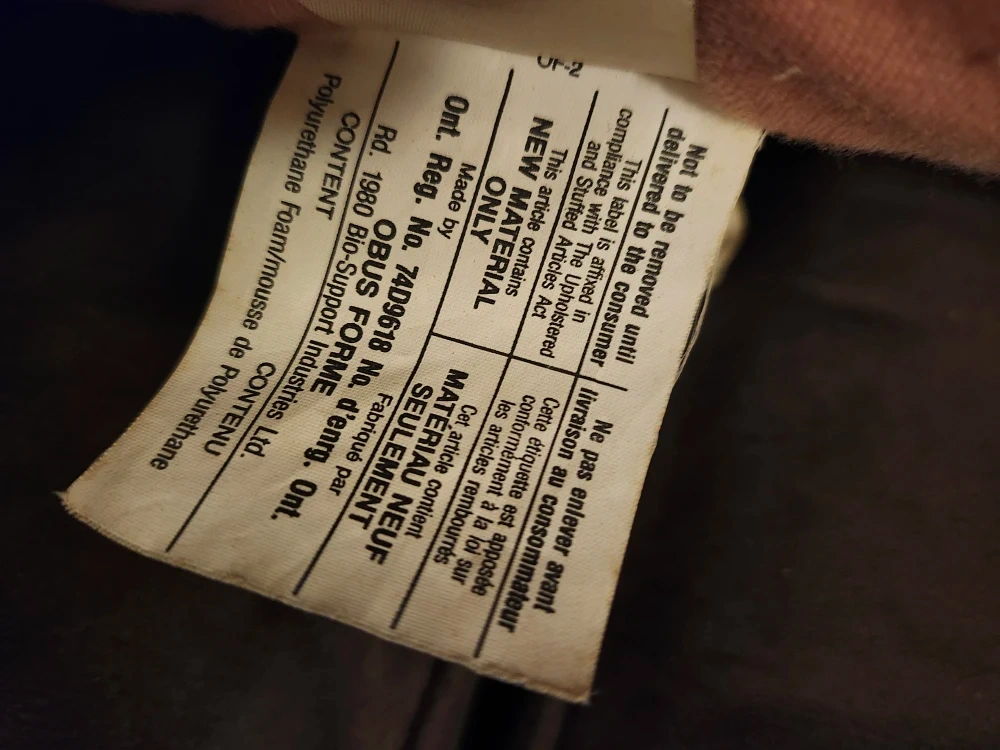 Not to be removed until
delivered to the consumer
Ne pas enlever avant
livraison au consommateur
This label is affixed in
compliance with The Upholstered
and Stuffed Articles Act
Cette étiquette est apposée
conformément à la loi sur
les articles rembourrés
This article contains
NEW MATERIAL
ONLY
Cet article contient
MATÉRIAU NEUF
SEULEMENT
Made by
Fabriqué par
Ont. Reg. No. 74D9618 No. d'enrg. Ont.
OBUS FORME
Rd. 1980 Bio-Support Industries Ltd.
CONTENT
CONTENU
Polyurethane Foam/mousse de Polyurethane